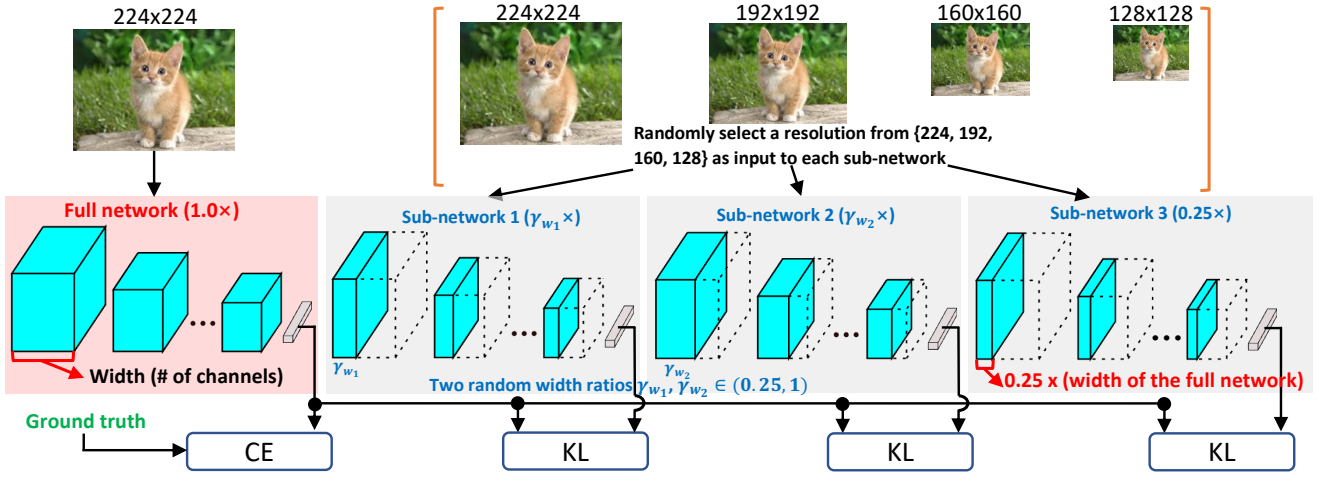 224x224
224x224
192x192
160x160
128x128
Randomly select a resolution from {224, 192,
160, 128} as input to each sub-network
Full network (1.0×)
Sub-network 1 (γw1×)
Sub-network 2 (γw2×)
Sub-network 3 (0.25×)
...
...
...
...
γw1
γw2
Width (# of channels)
Two random width ratios γw1, γw2 ∈ (0.25, 1)
0.25 x (width of the full network)
Ground truth
CE
KL
KL
KL